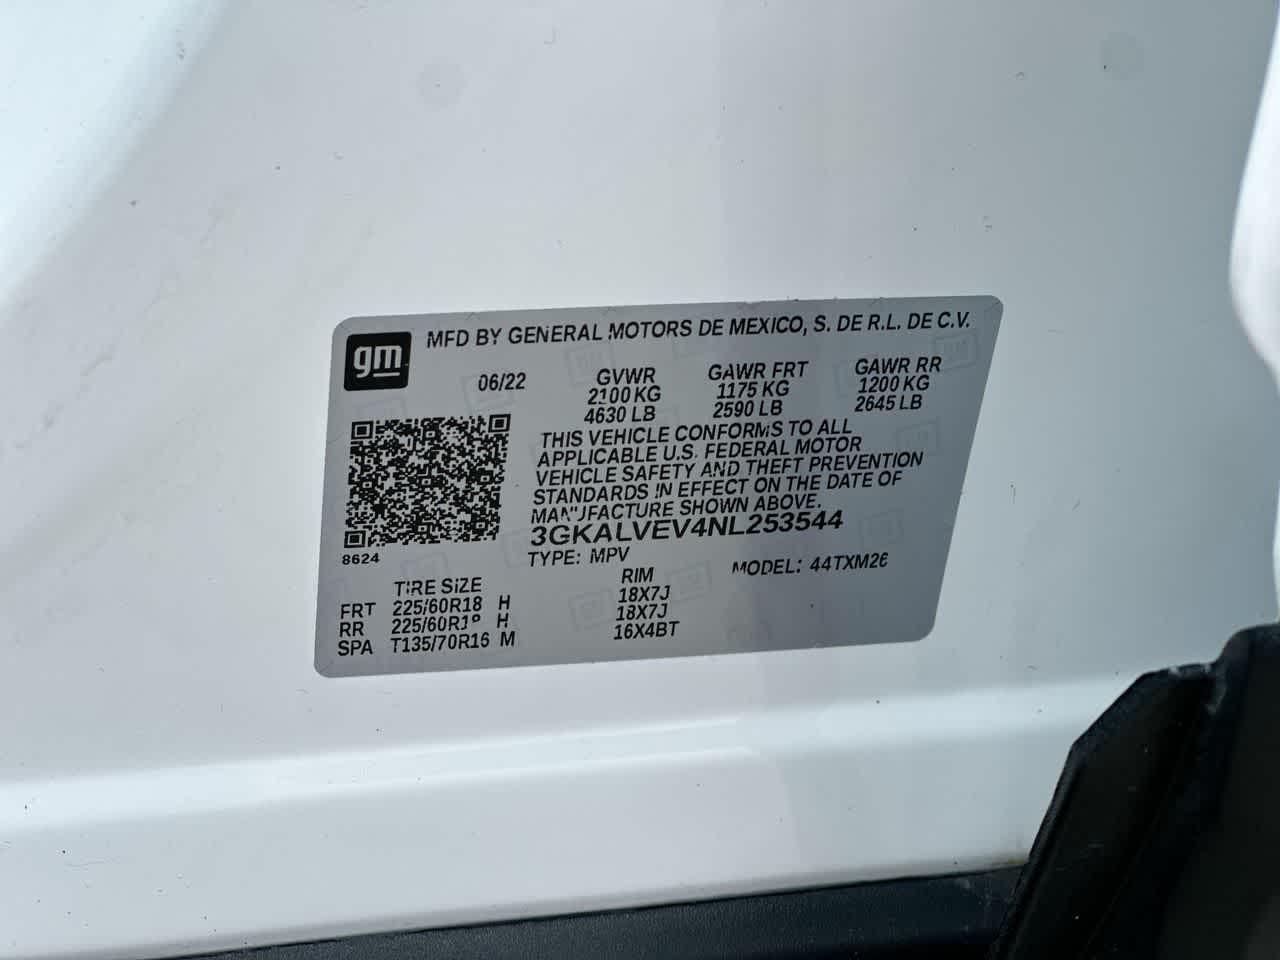 gm
MFD BY GENERAL MOTORS DE MEXICO, S. DE R.L. DE C.V.
06/22 GVWR GAWR FRT GAWR RR
2100 KG 1175 KG 1200 KG
4630 LB 2590 LB 2645 LB
THIS VEHICLE CONFORMS TO ALL
APPLICABLE U.S. FEDERAL MOTOR
VEHICLE SAFETY AND THEFT PREVENTION
STANDARDS IN EFFECT ON THE DATE OF
MANUFACTURE SHOWN ABOVE.
3GKALVEV4NL253544
8624
TYPE: MPV MODEL: 44TXM26
TIRE SIZE RIM
FRT 225/60R18 H 18X7J
RR 225/60R18 H 18X7J
SPA T135/70R16 M 16X4BT